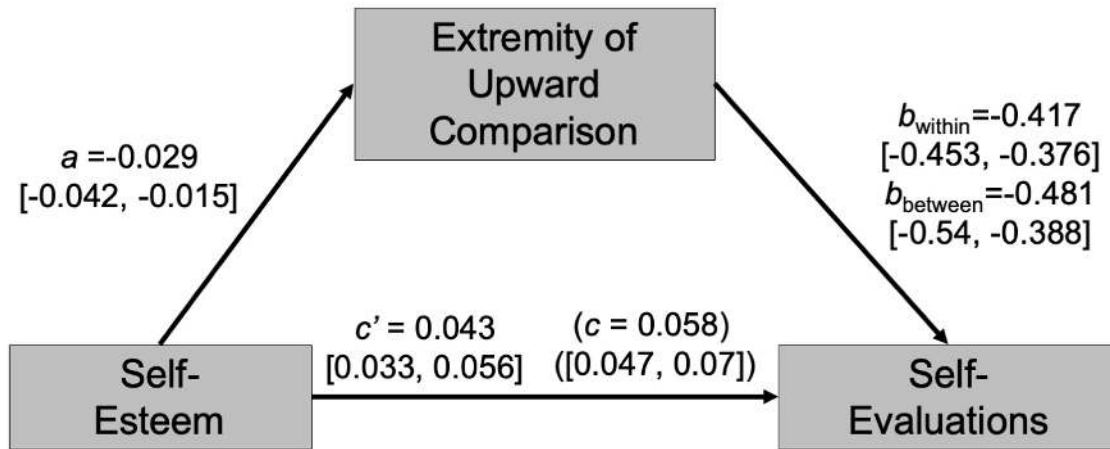 Extremity of
Upward
Comparison
a =-0.029
[-0.042, -0.015]
b within=-0.417
[-0.453, -0.376]
b between=-0.481
[-0.54, -0.388]
c’ = 0.043
[0.033, 0.056]
(c = 0.058)
([0.047, 0.07])
Self-
Esteem
Self-
Evaluations